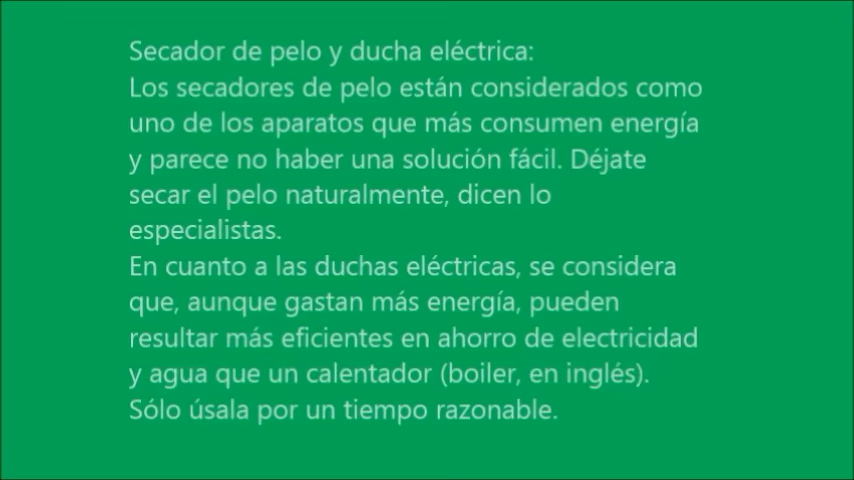 Secador de pelo y ducha eléctrica:
Los secadores de pelo están considerados como
uno de los aparatos que más consumen energía
y parece no haber una solución fácil. Déjate
secar el pelo naturalmente, dicen lo
especialistas.
En cuanto a las duchas eléctricas, se considera
que, aunque gastan más energía, pueden
resultar más eficientes en ahorro de electricidad
y agua que un calentador (boiler, en inglés).
Sólo úsala por un tiempo razonable.